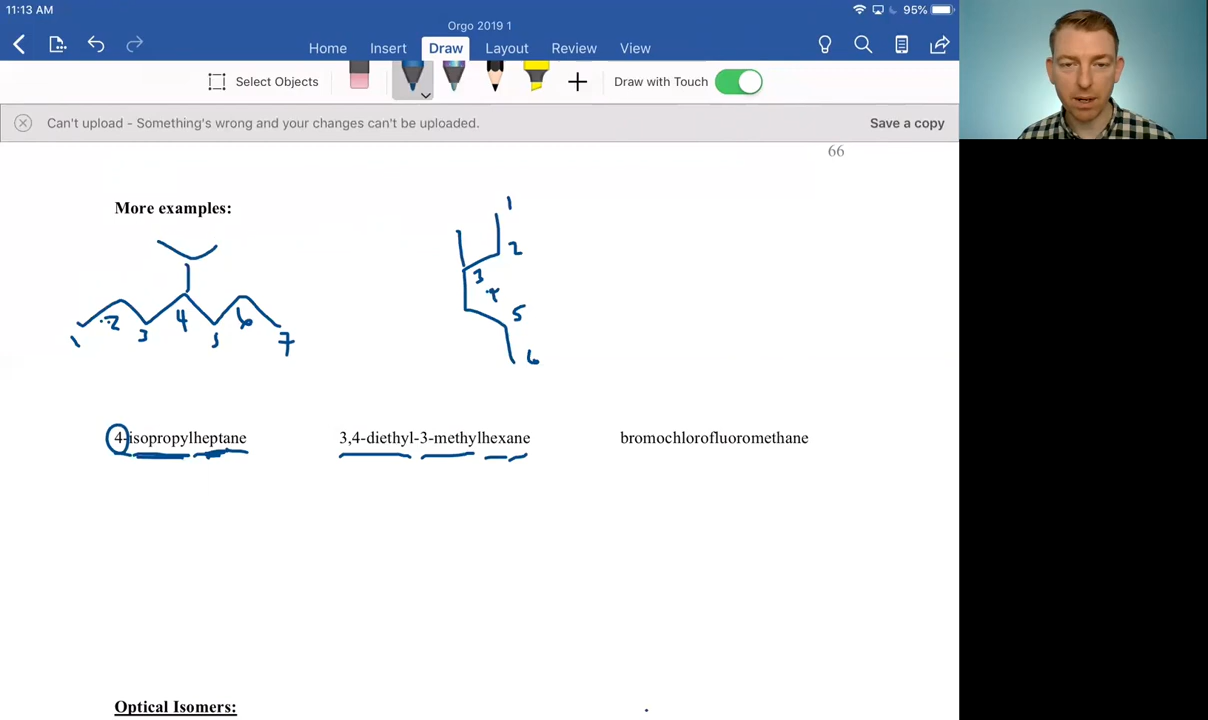 11:13 AM
95%
Orgo 2019 1
Home Insert Draw Layout Review View
Select Objects
Draw with Touch
Can't upload - Something's wrong and your changes can't be uploaded.
Save a copy
66
More examples:
1 2 3 4 5 6 7
1
2
3
4
5
6
4-isopropylheptane
3,4-diethyl-3-methylhexane
bromochlorofluoromethane
Optical Isomers: